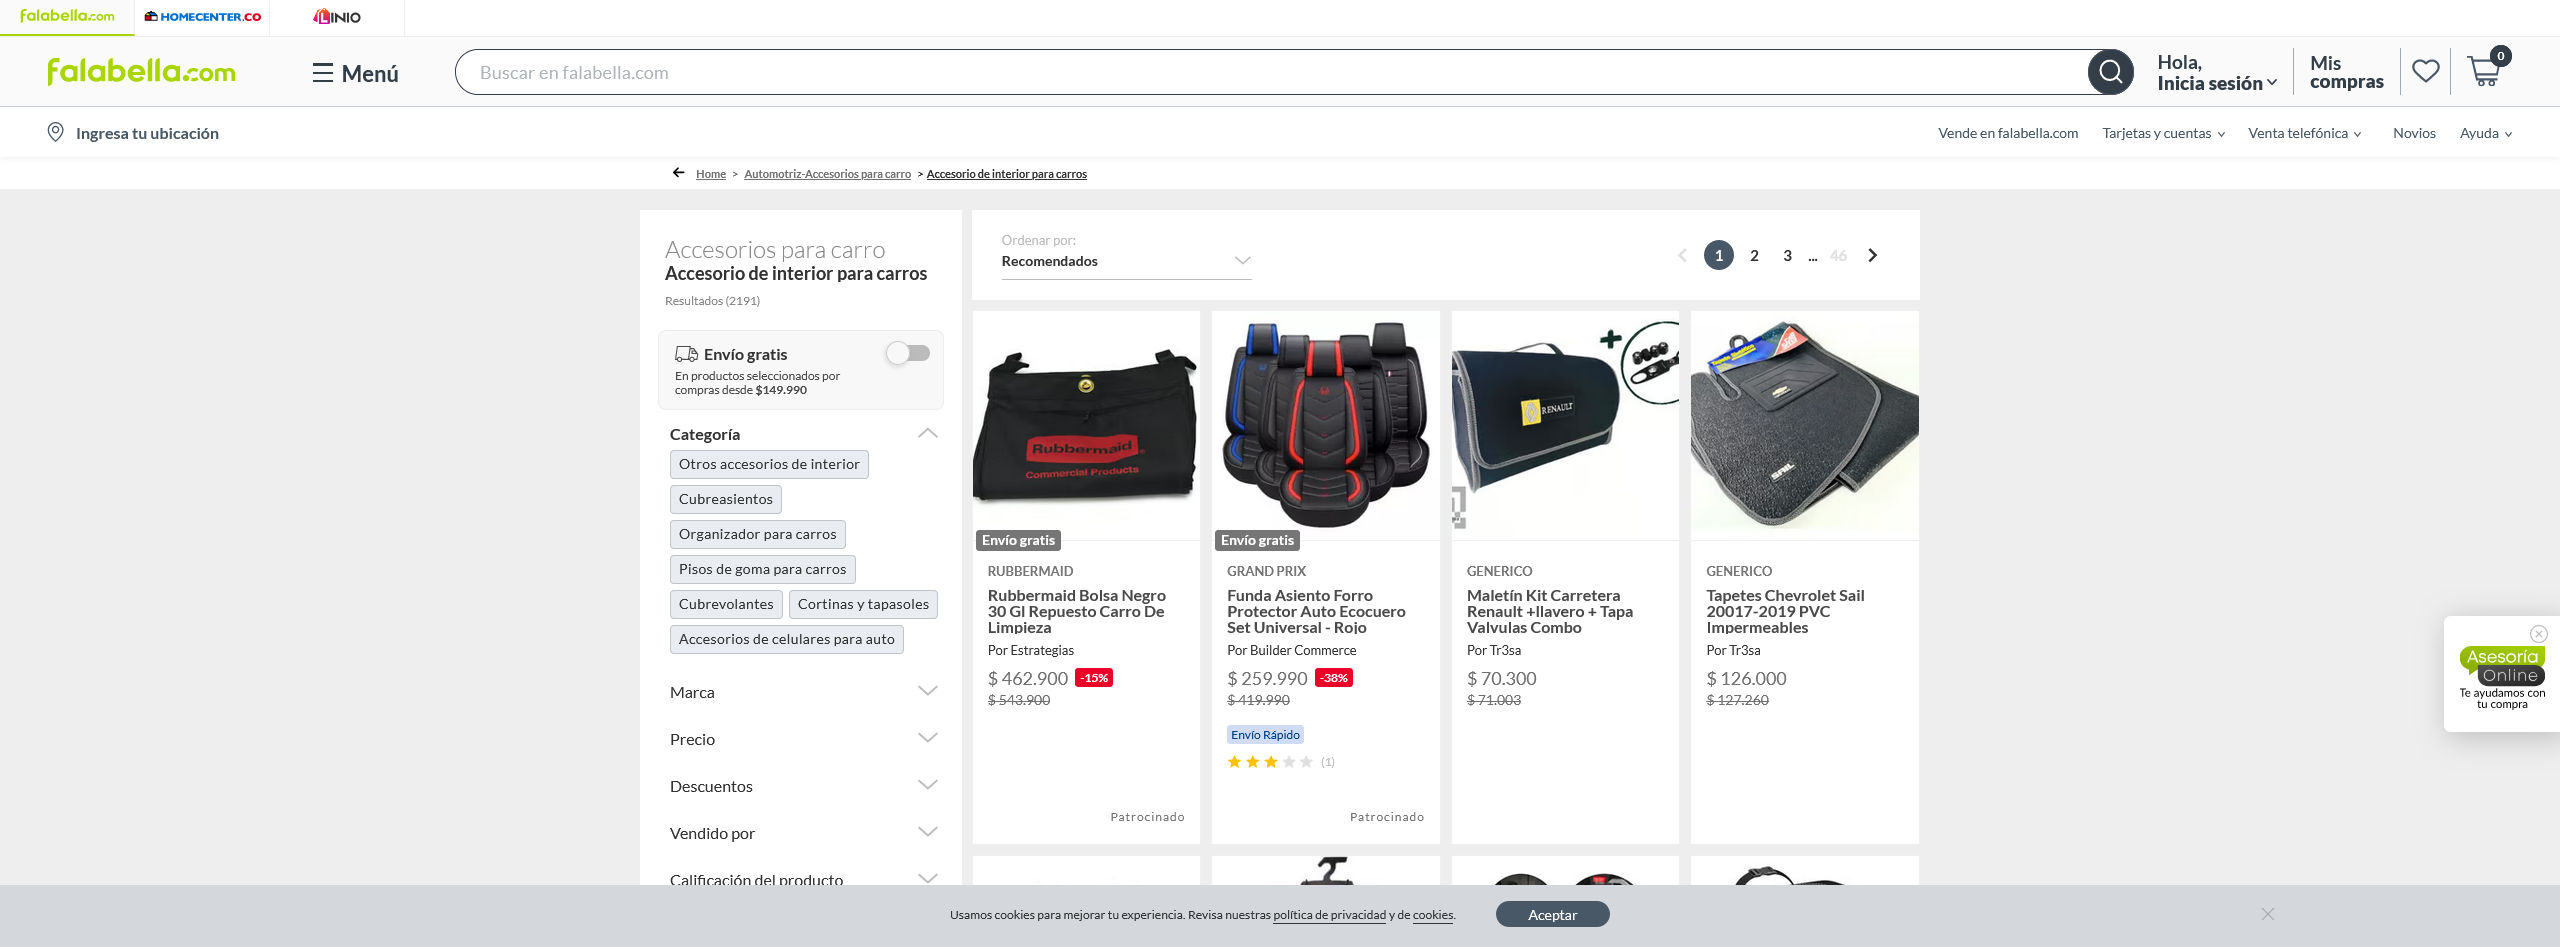 falabella.com
HOMECENTER.CO
LINIO
falabella.com
Menú
Buscar en falabella.com
Hola,
Inicia sesión
Mis
compras
0
Ingresa tu ubicación
Vende en falabella.com
Tarjetas y cuentas
Venta telefónica
Novios
Ayuda
Home > Automotriz-Accesorios para carro > Accesorio de interior para carros
Accesorios para carro
Accesorio de interior para carros
Resultados (2191)
Envío gratis
En productos seleccionados por
compras desde $149.990
Categoría
Otros accesorios de interior
Cubreasientos
Organizador para carros
Pisos de goma para carros
Cubrevolantes
Cortinas y tapasoles
Accesorios de celulares para auto
Marca
Precio
Descuentos
Vendido por
Calificación del producto
Ordenar por:
Recomendados
1 2 3 ... 46
Rubbermaid
Commercial Products
Envío gratis
RUBBERMAID
Rubbermaid Bolsa Negro
30 Gl Repuesto Carro De
Limpieza
Por Estrategias
$ 462.900 -15%
$ 543.900
Patrocinado
Envío gratis
GRAND PRIX
Funda Asiento Forro
Protector Auto Ecocuero
Set Universal - Rojo
Por Builder Commerce
$ 259.990 -38%
$ 419.990
Envío Rápido
(1)
Patrocinado
RENAULT
GENERICO
Maletín Kit Carretera
Renault +llavero + Tapa
Valvulas Combo
Por Tr3sa
$ 70.300
$ 71.003
SAIL
GENERICO
Tapetes Chevrolet Sail
20017-2019 PVC
Impermeables
Por Tr3sa
$ 126.000
$ 127.260
Asesoría
Online
Te ayudamos con
tu compra
Usamos cookies para mejorar tu experiencia. Revisa nuestras política de privacidad y de cookies.
Aceptar